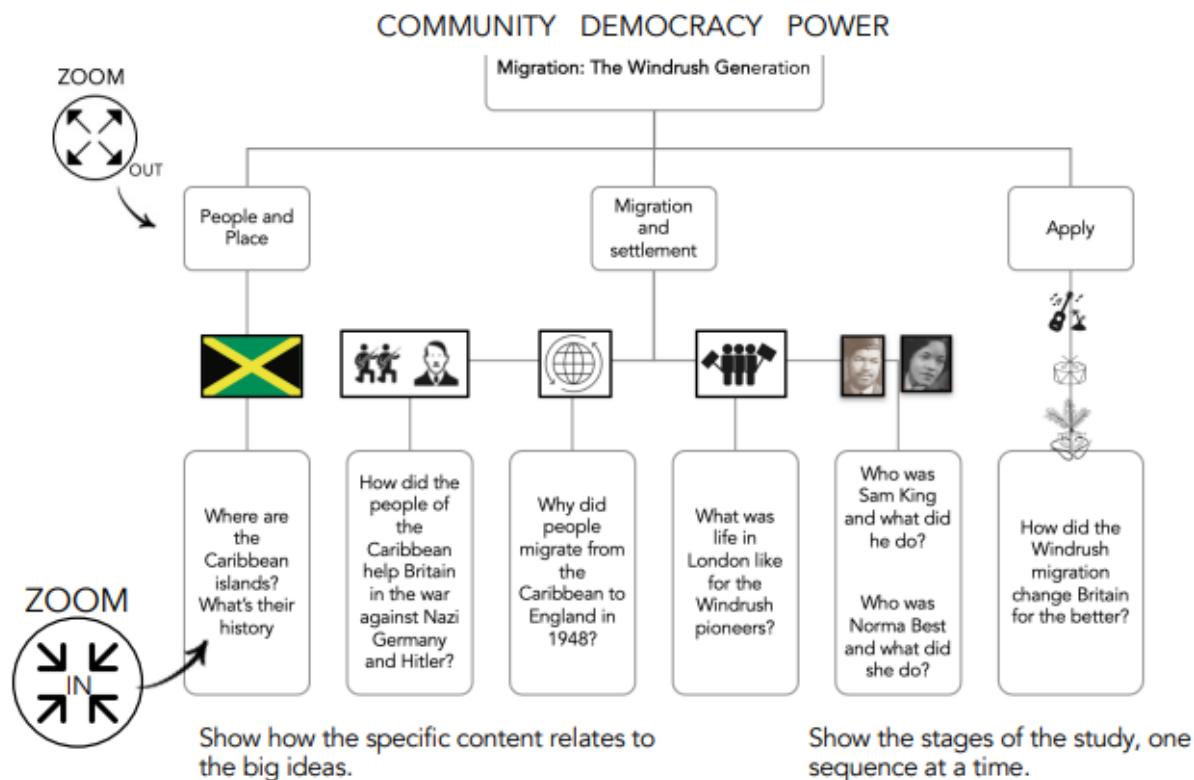 COMMUNITY DEMOCRACY POWER
Migration: The Windrush Generation
ZOOM
OUT
People and
Place
Migration
and
settlement
Apply
Where are
the
Caribbean
islands?
What's their
history
How did the
people of
the
Caribbean
help Britain
in the war
against Nazi
Germany
and Hitler?
Why did
people
migrate from
the
Caribbean to
England in
1948?
What was
life in
London like
for the
Windrush
pioneers?
Who was
Sam King
and what did
he do?
Who was
Norma Best
and what did
she do?
How did the
Windrush
migration
change Britain
for the better?
ZOOM
IN
Show how the specific content relates to
the big ideas.
Show the stages of the study, one
sequence at a time.